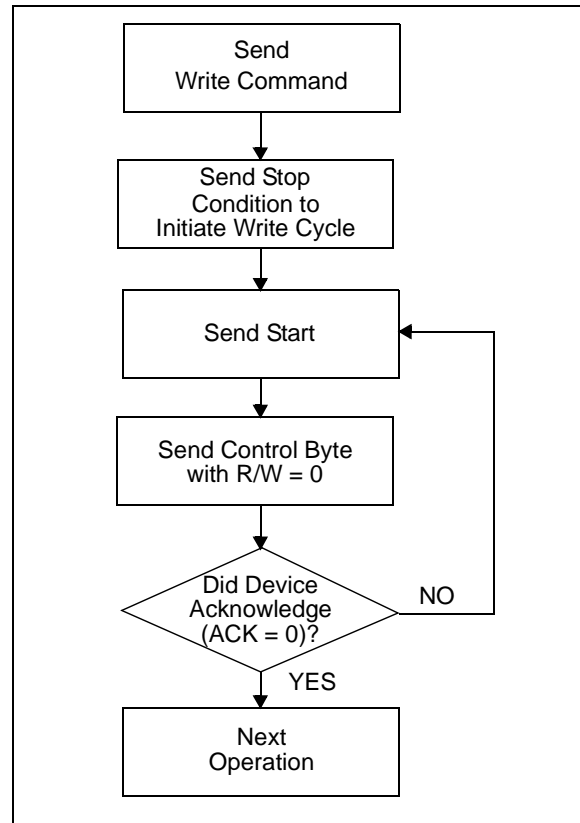 Send
Write Command
Send Stop
Condition to
Initiate Write Cycle
Send Start
Send Control Byte
with R/W = 0
Did Device
Acknowledge
(ACK = 0)?
NO
YES
Next
Operation